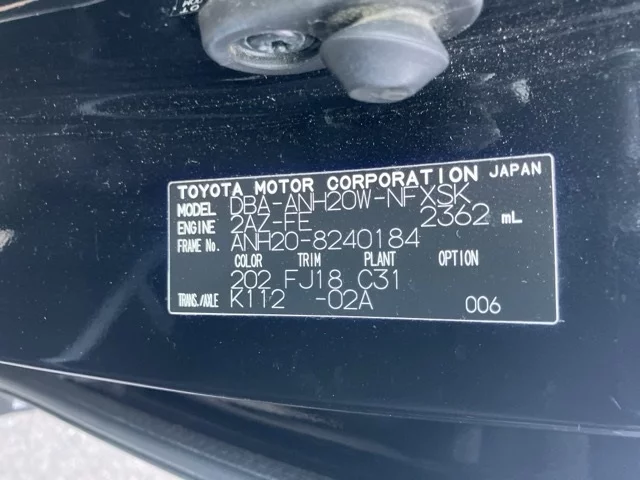 TOYOTA MOTOR CORPORATION JAPAN
MODEL DBA-ANH20W-NFXSK
ENGINE 2AZ-FE 2362 mL
FRAME No. ANH20-8240184
COLOR TRIM PLANT OPTION
202 FJ18 C31
TRANS./AXLE K112 -02A 006